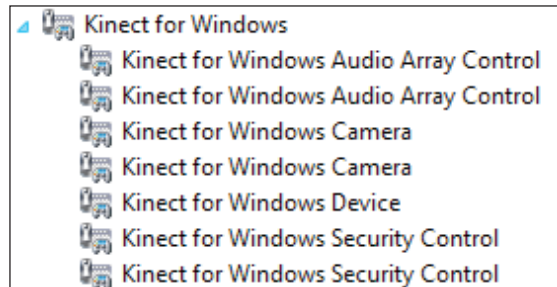 Kinect for Windows
Kinect for Windows Audio Array Control
Kinect for Windows Audio Array Control
Kinect for Windows Camera
Kinect for Windows Camera
Kinect for Windows Device
Kinect for Windows Security Control
Kinect for Windows Security Control